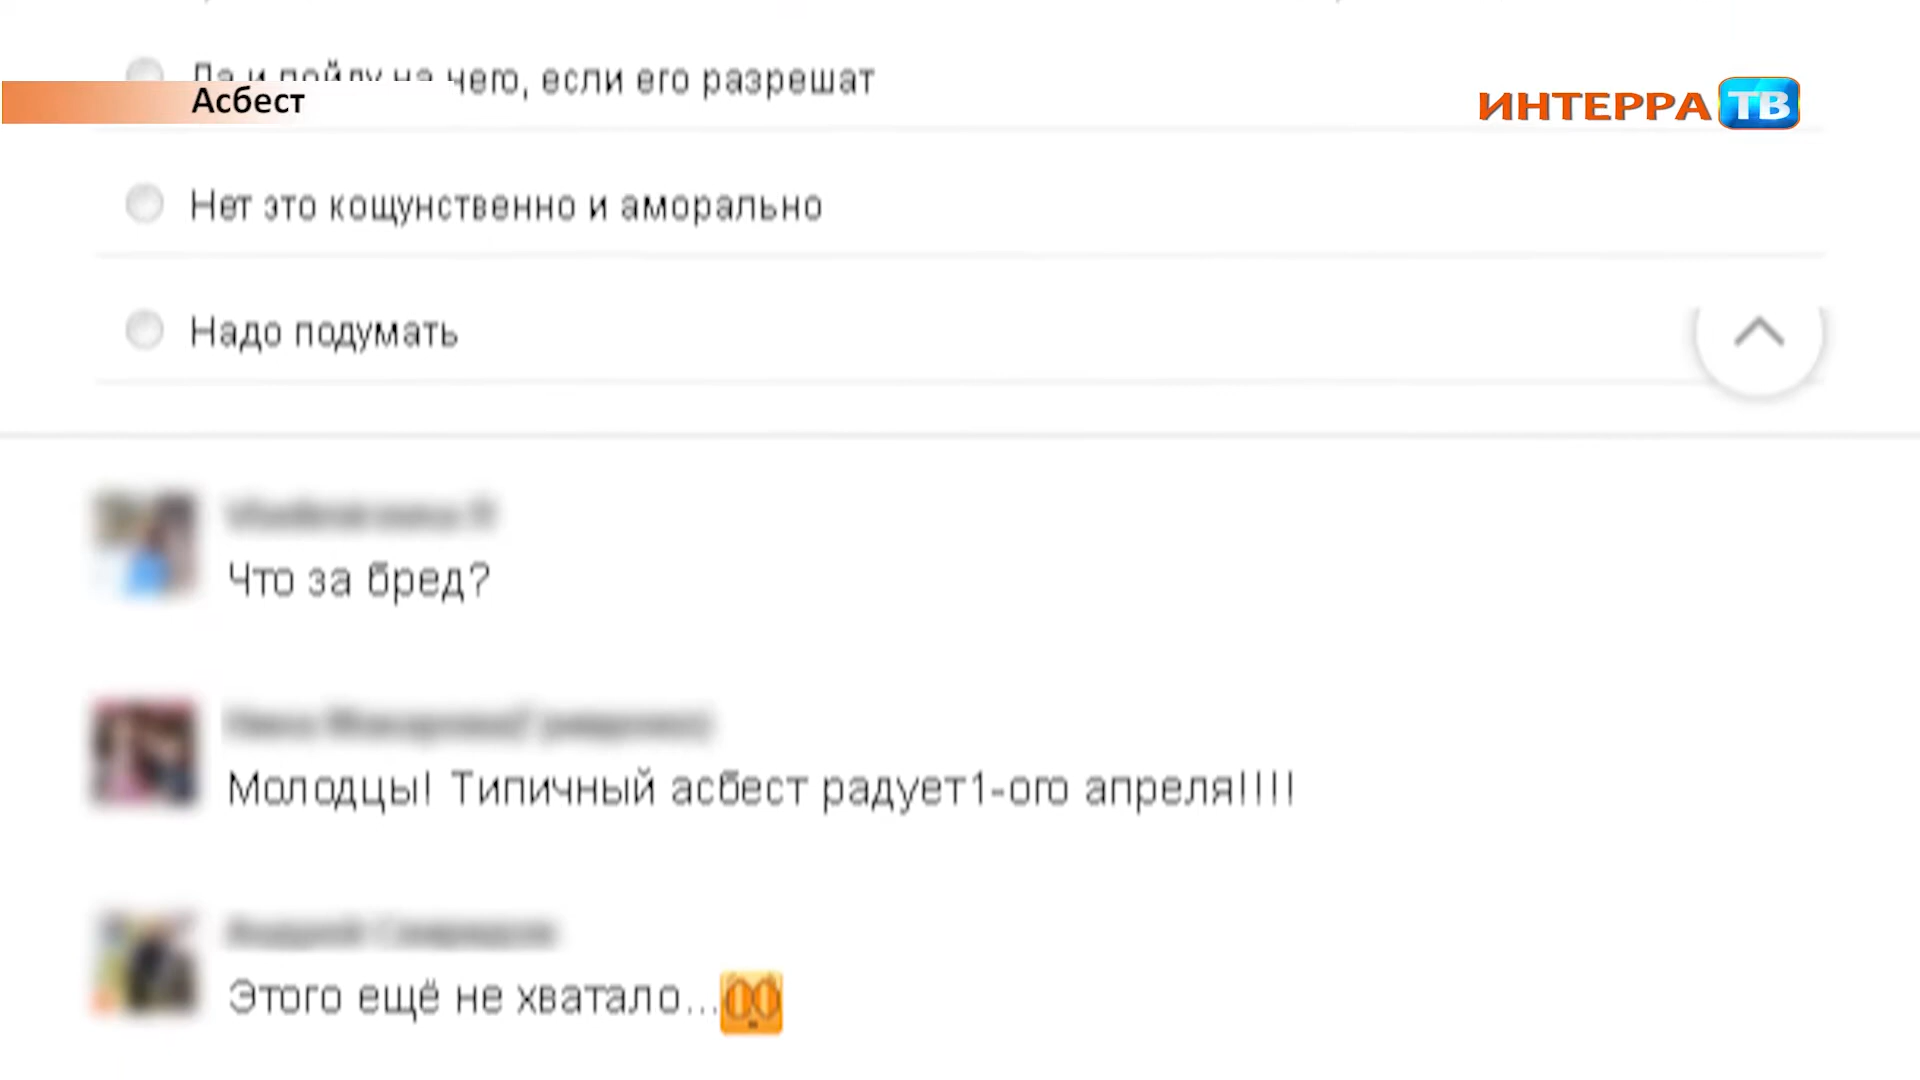 чего, если его разрешат
Асбест
ИНТЕРРА ТВ
Нет это кощунственно и аморально
Надо подумать
Что за бред?
Молодцы! Типичный асбест радует1-ого апреля!!!!
Этого ещё не хватало...